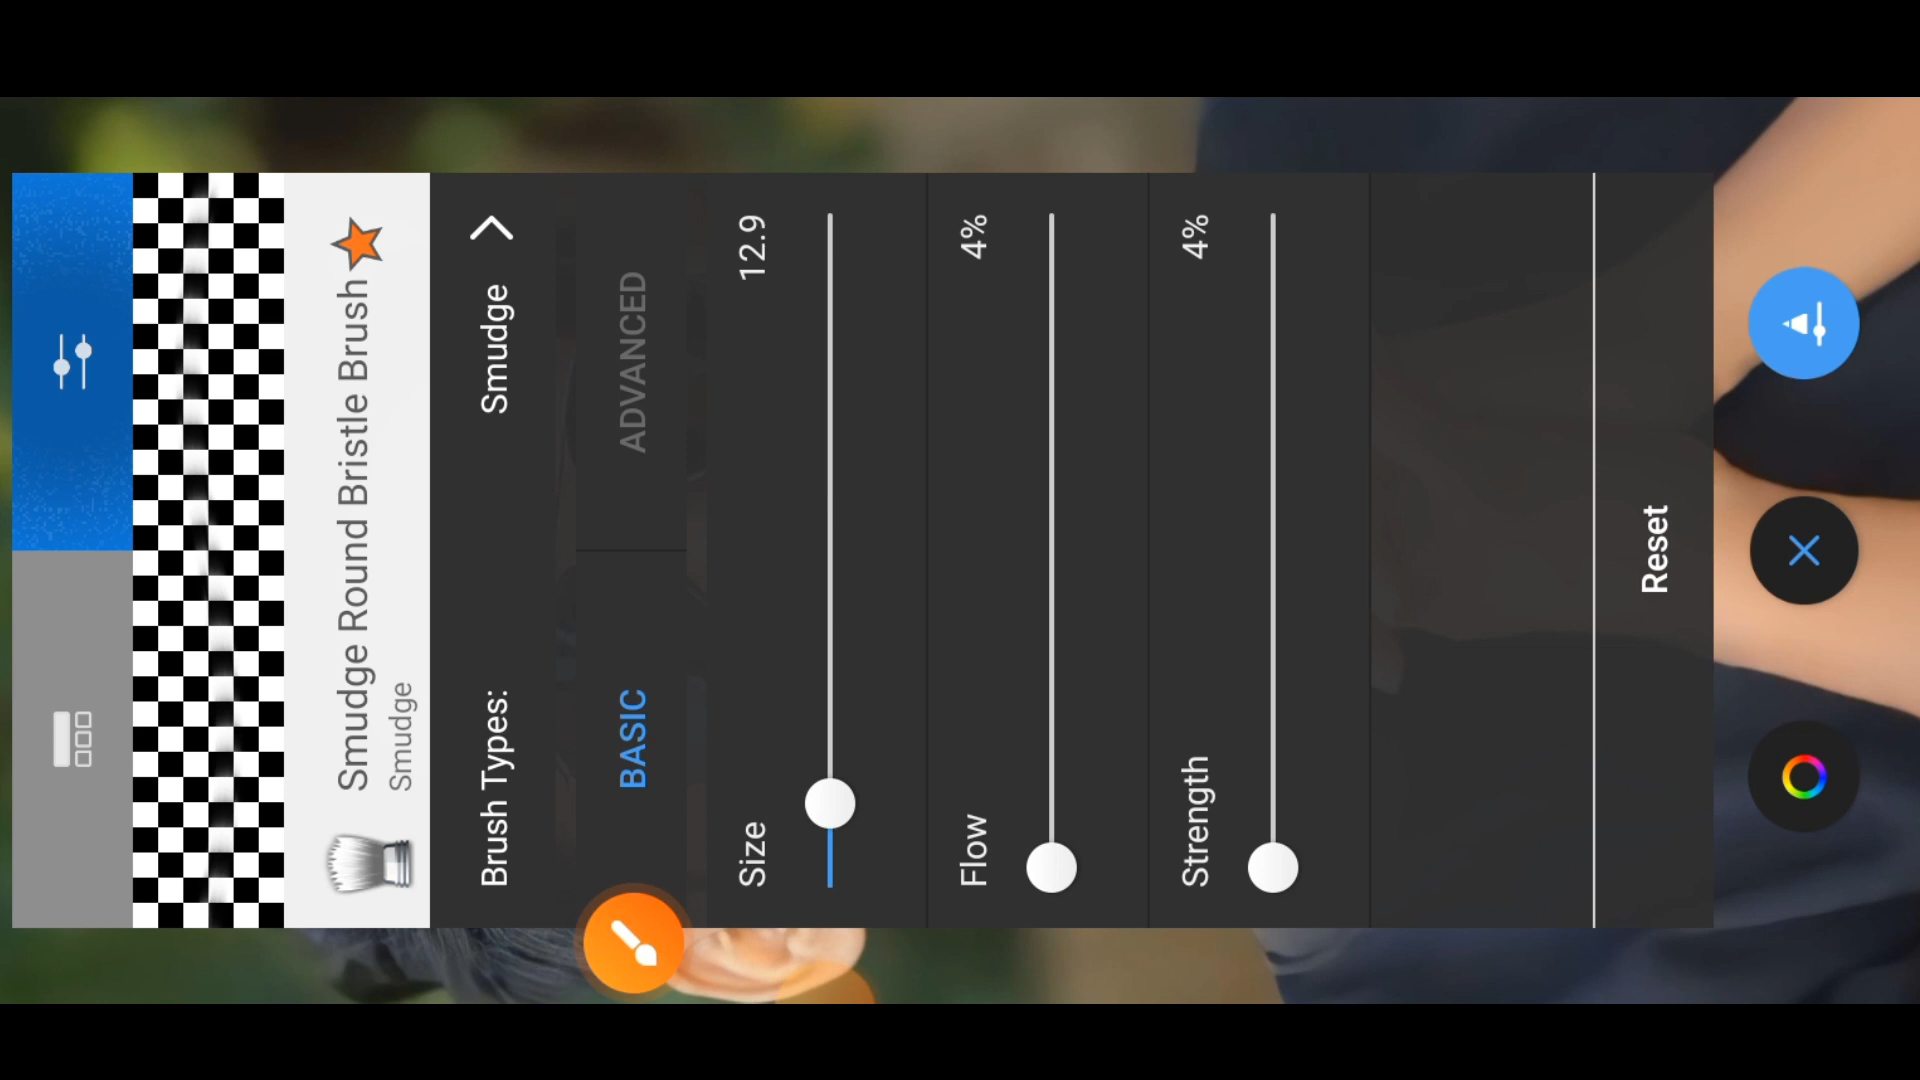 Smudge Round Bristle Brush
Smudge
Brush Types: Smudge
BASIC ADVANCED
Size 12.9
Flow 4%
Strength 4%
Reset